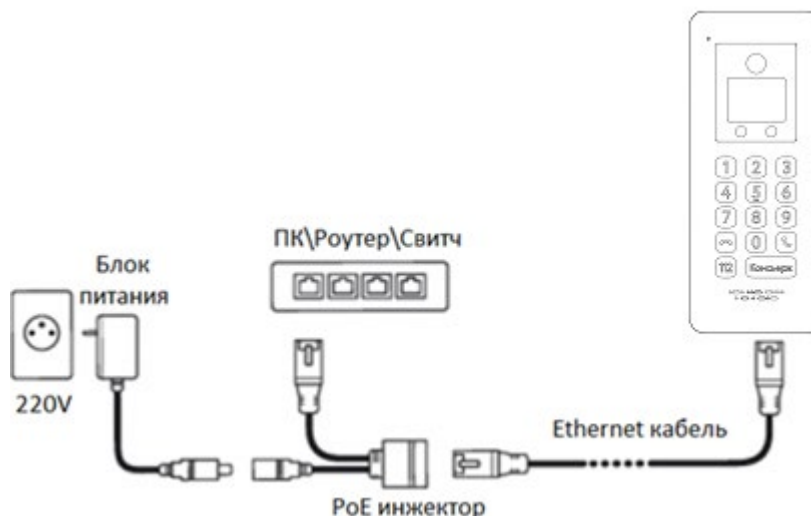 1 2 3
4 5 6
7 8 9
0
112 Консьерж
ПК\Роутер\Свитч
Блок
питания
220V
Ethernet кабель
PoE инжектор